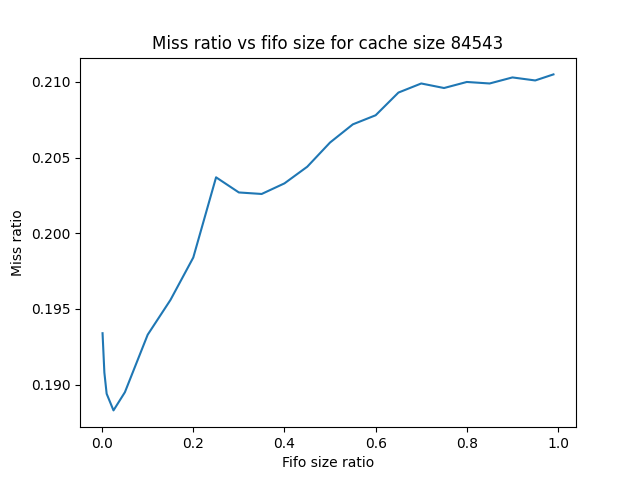 Miss ratio vs fifo size for cache size 84543
0.210
0.205
0.200
0.195
0.190
Miss ratio
0.0 0.2 0.4 0.6 0.8 1.0
Fifo size ratio